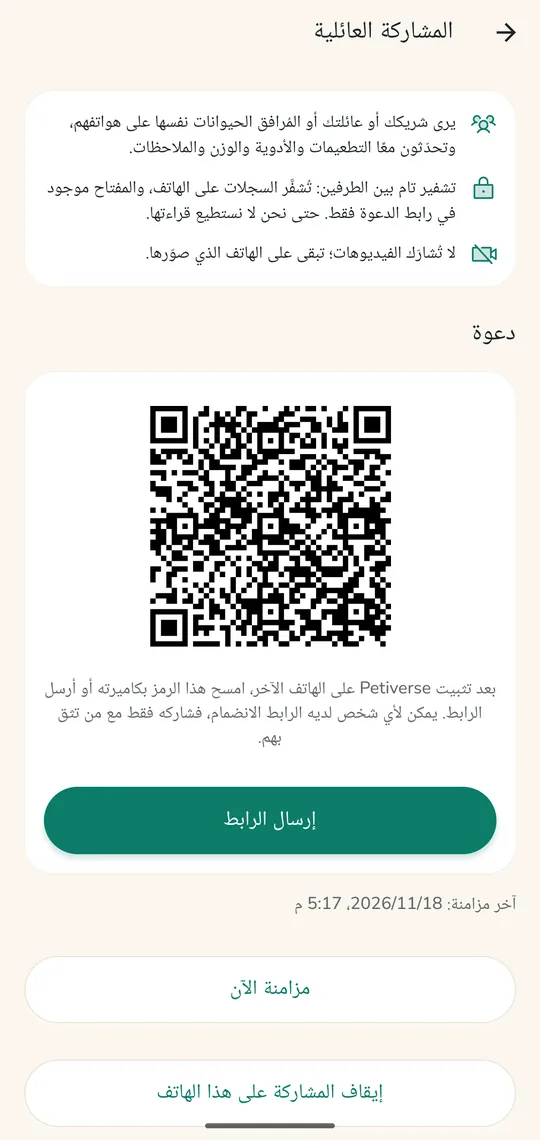 المشاركة العائلية
يرى شريكك أو عائلتك أو المُرافق الحيوانات نفسها على هواتفهم،
وتحدّثون معًا التطعيمات والأدوية والوزن والملاحظات.
تشفير تام بين الطرفين: تُشفَّر السجلات على الهاتف، والمفتاح موجود
في رابط الدعوة فقط. حتى نحن لا نستطيع قراءتها.
لا تُشارَك الفيديوهات؛ تبقى على الهاتف الذي صوّرها.
دعوة
بعد تثبيت Petiverse على الهاتف الآخر، امسح هذا الرمز بكاميرته أو أرسل
الرابط. يمكن لأي شخص لديه الرابط الانضمام، فشاركه فقط مع من تثق
بهم.
إرسال الرابط
آخر مزامنة: 2026/11/18، 5:17 م
مزامنة الآن
إيقاف المشاركة على هذا الهاتف